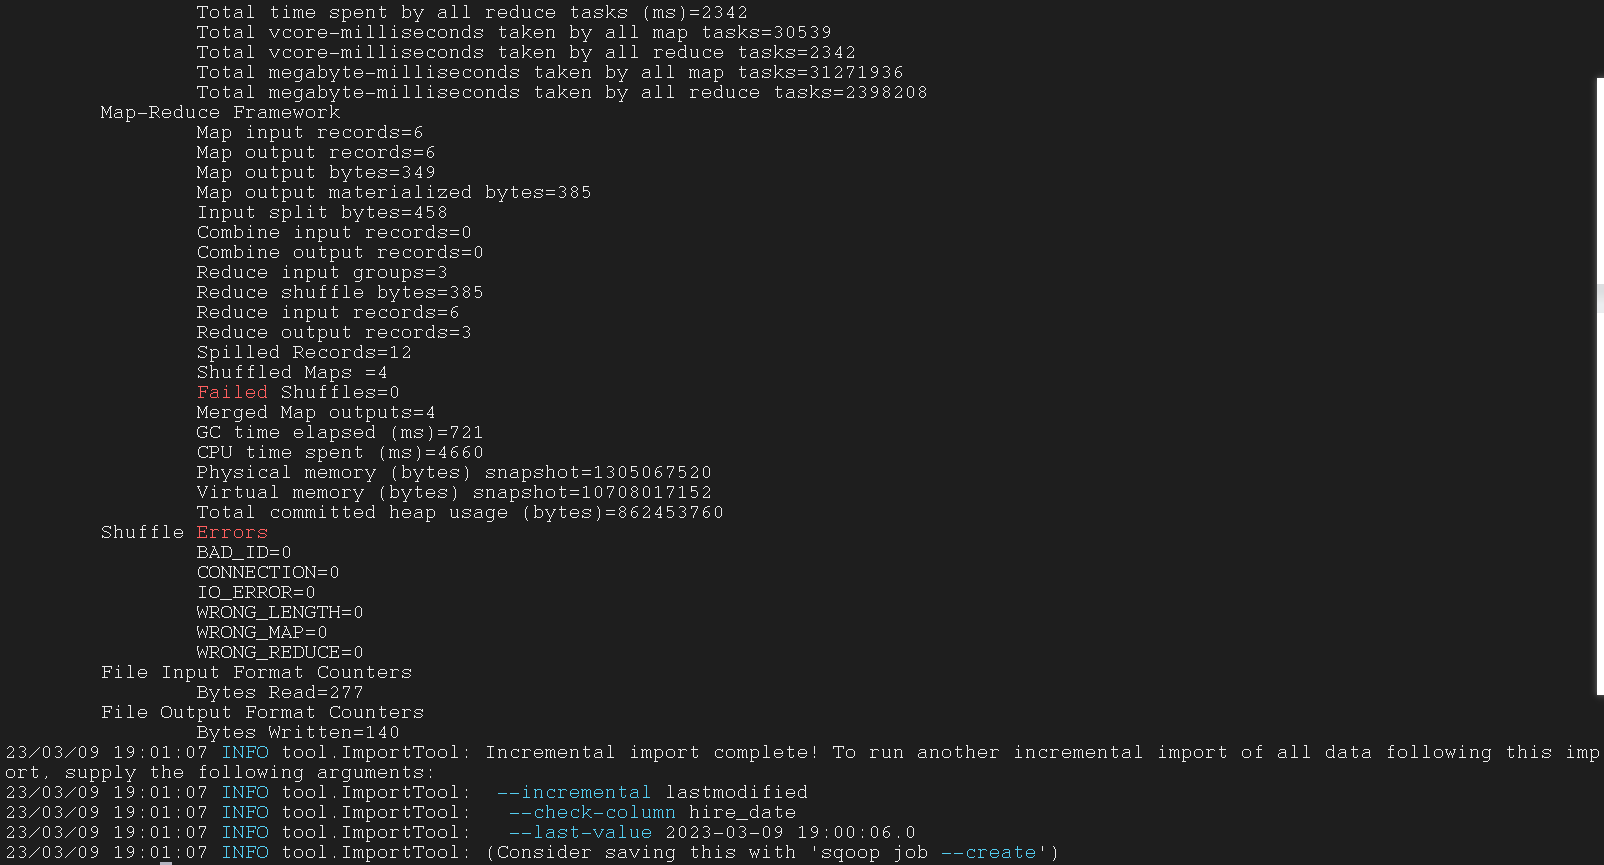 Total time spent by all reduce tasks (ms)=2342
Total vcore-milliseconds taken by all map tasks=30539
Total vcore-milliseconds taken by all reduce tasks=2342
Total megabyte-milliseconds taken by all map tasks=31271936
Total megabyte-milliseconds taken by all reduce tasks=2398208
Map-Reduce Framework
Map input records=6
Map output records=6
Map output bytes=349
Map output materialized bytes=385
Input split bytes=458
Combine input records=0
Combine output records=0
Reduce input groups=3
Reduce shuffle bytes=385
Reduce input records=6
Reduce output records=3
Spilled Records=12
Shuffled Maps =4
Failed Shuffles=0
Merged Map outputs=4
GC time elapsed (ms)=721
CPU time spent (ms)=4660
Physical memory (bytes) snapshot=1305067520
Virtual memory (bytes) snapshot=10708017152
Total committed heap usage (bytes)=862453760
Shuffle Errors
BAD_ID=0
CONNECTION=0
IO_ERROR=0
WRONG_LENGTH=0
WRONG_MAP=0
WRONG_REDUCE=0
File Input Format Counters
Bytes Read=277
File Output Format Counters
Bytes Written=140
23/03/09 19:01:07 INFO tool.ImportTool: Incremental import complete! To run another incremental import of all data following this imp
ort, supply the following arguments:
23/03/09 19:01:07 INFO tool.ImportTool:  --incremental lastmodified
23/03/09 19:01:07 INFO tool.ImportTool:   --check-column hire_date
23/03/09 19:01:07 INFO tool.ImportTool:   --last-value 2023-03-09 19:00:06.0
23/03/09 19:01:07 INFO tool.ImportTool: (Consider saving this with 'sqoop job --create')